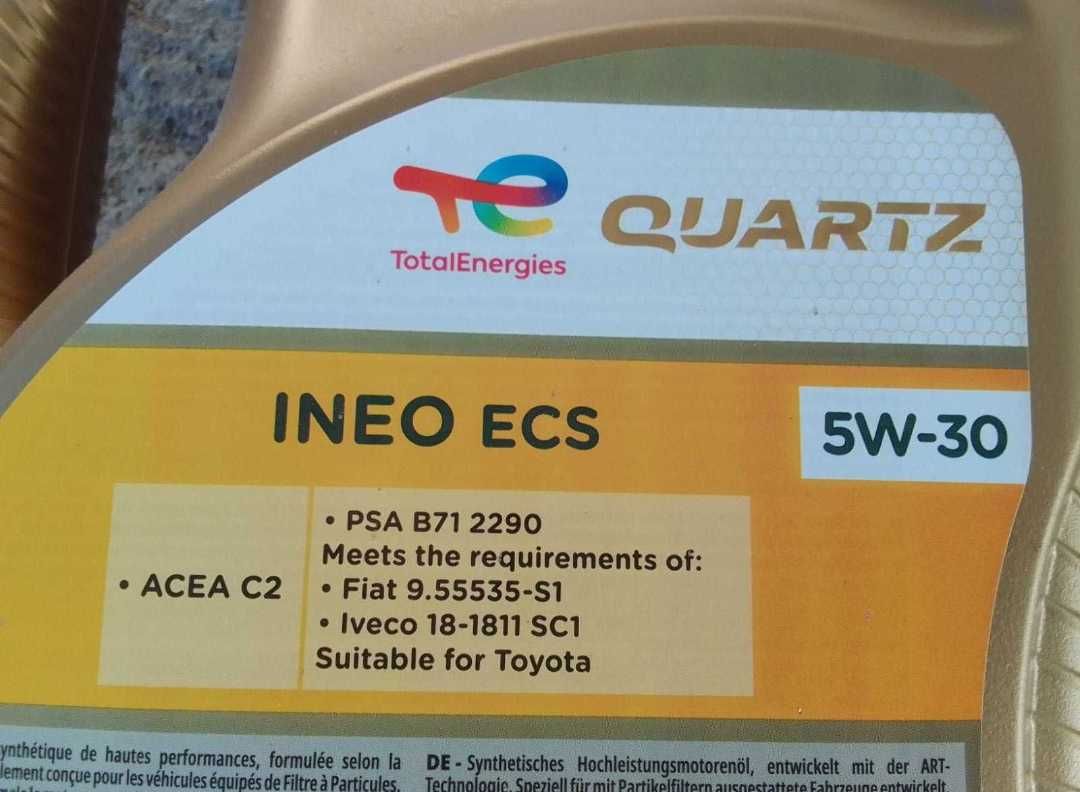 TotalEnergies
QUARTZ
INEO ECS
5W-30
• ACEA C2
• PSA B71 2290
Meets the requirements of:
• Fiat 9.55535-S1
• Iveco 18-1811 SC1
Suitable for Toyota
de hautes performances, formulée selon la
conçue pour les véhicules équipés de Filtre à Particules,
DE - Synthetisches Hochleistungsmotorenöl, entwickelt mit der ART-
Technologie. Speziell für mit Partikelfiltern ausgestattete Fahrzeuge entwickelt,